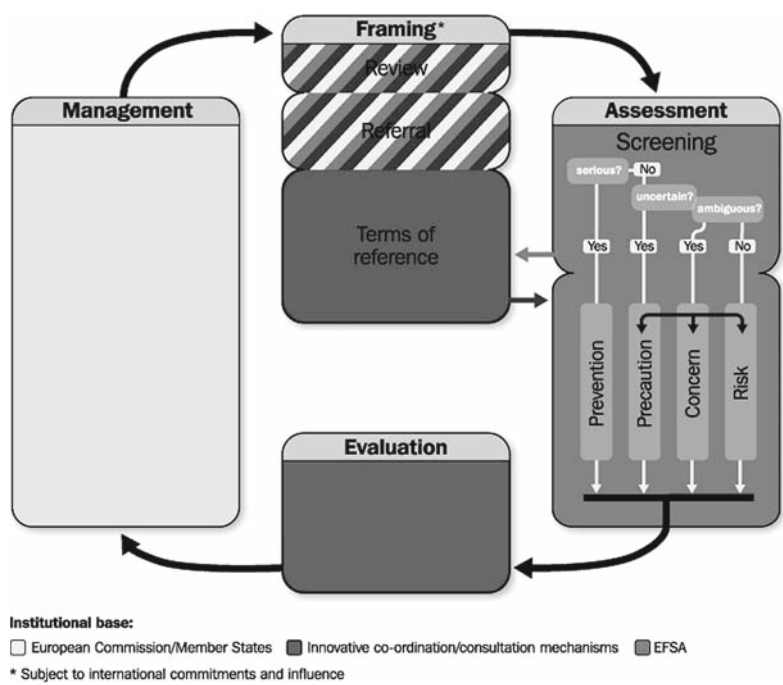 Framing*
Review
Referral
Terms of
reference
Management
Assessment
Screening
serious?
No
uncertain?
ambiguous?
Yes
Yes
Yes
No
Prevention
Precaution
Concern
Risk
Evaluation
Institutional base:
European Commission/Member States
Innovative co-ordination/consultation mechanisms
EFSA
* Subject to international commitments and influence